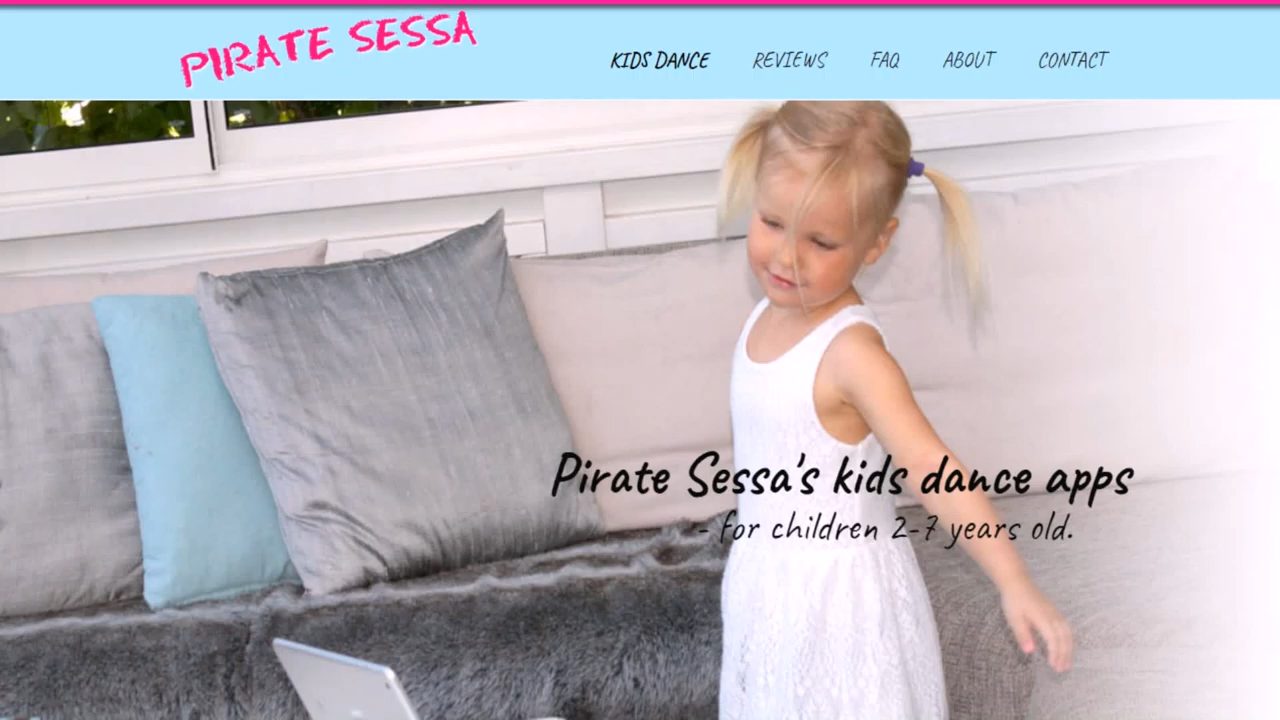 PIRATE SESSA
KIDS DANCE REVIEWS FAQ ABOUT CONTACT
Pirate Sessa's kids dance apps
- for children 2-7 years old.